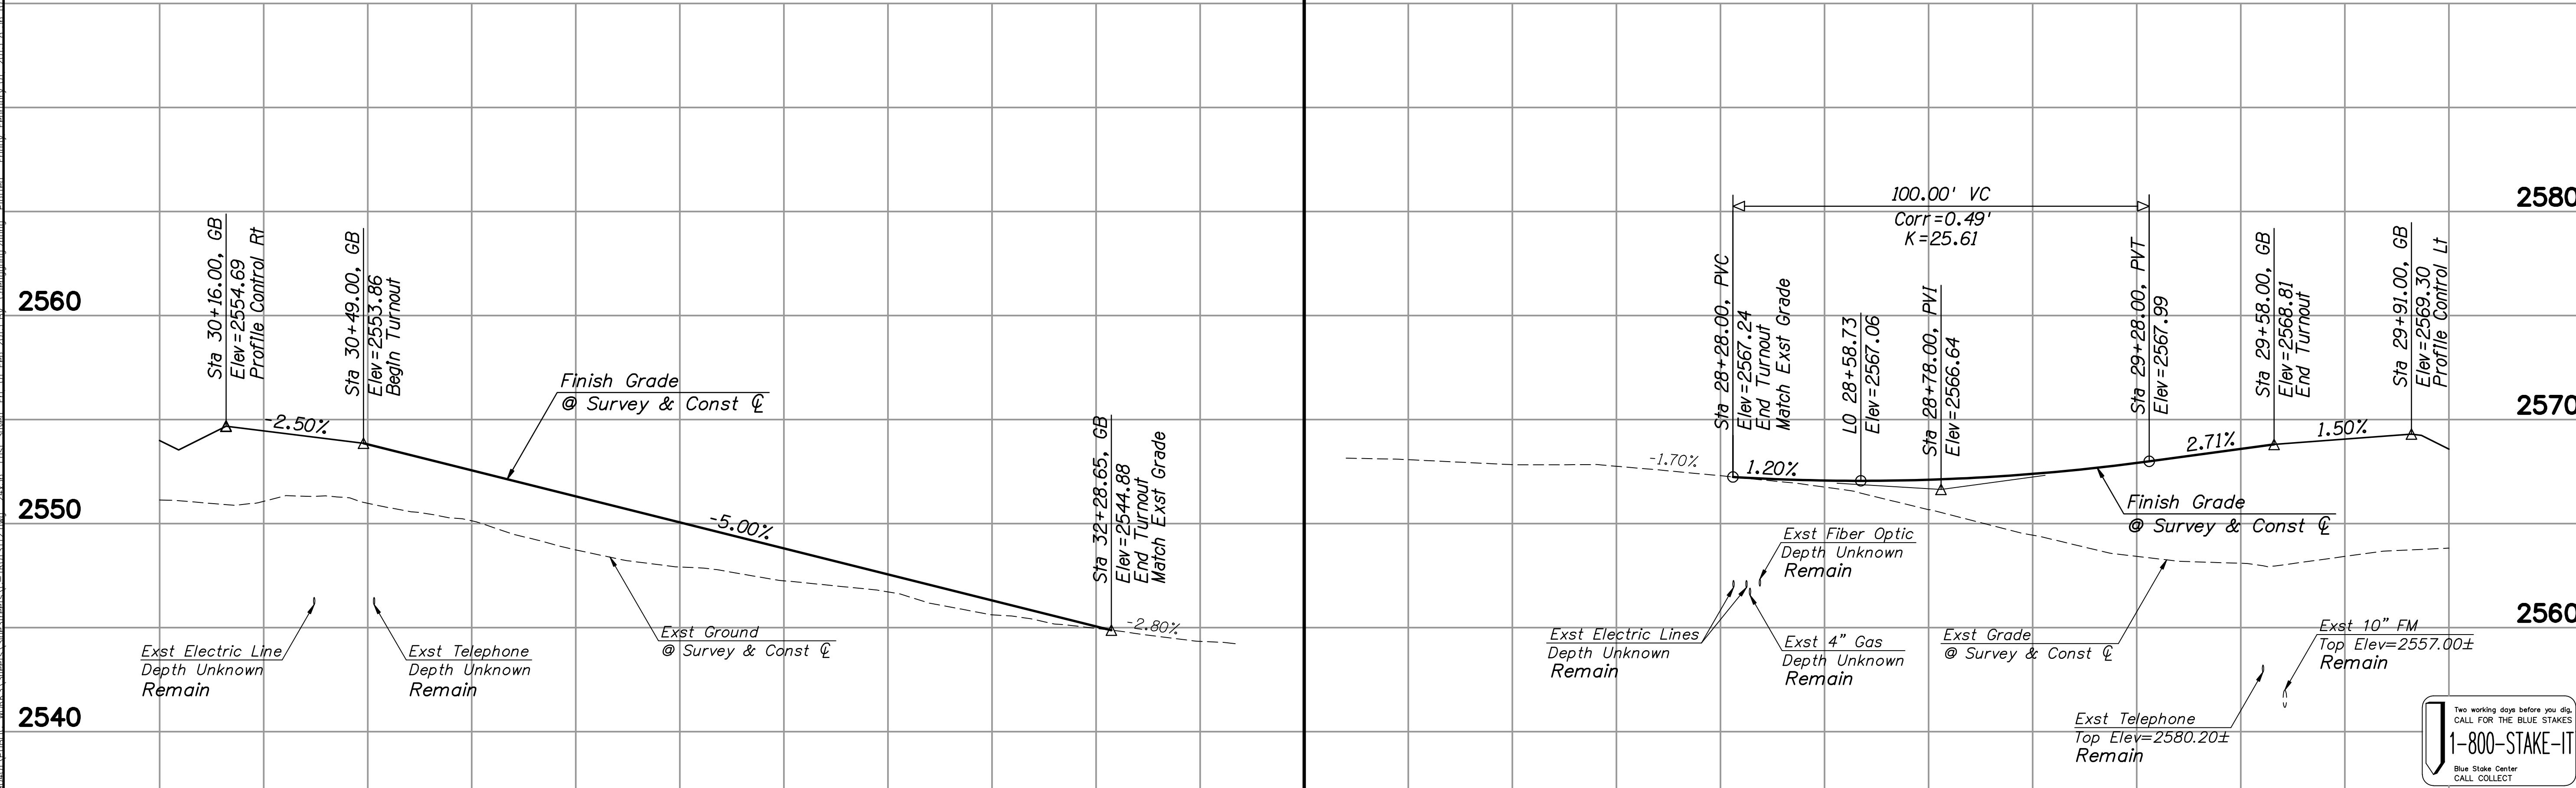 2560
2550
2540
Sta 30+16.00, GB
Elev=2554.69
Profile Control Rt
Sta 30+49.00, GB
Elev=2553.86
Begin Turnout
-2.50%
Finish Grade
@ Survey & Const ℄
-5.00%
Sta 32+28.65, GB
Elev=2544.88
End Turnout
Match Exst Grade
-2.80%
Exst Electric Line
Depth Unknown
Remain
Exst Telephone
Depth Unknown
Remain
Exst Ground
@ Survey & Const ℄
100.00' VC
Corr=0.49'
K=25.61
Sta 28+28.00, PVC
Elev=2567.24
End Turnout
Match Exst Grade
LO 28+58.73
Elev=2567.06
Sta 28+78.00, PVI
Elev=2566.64
Sta 29+28.00, PVT
Elev=2567.99
Sta 29+58.00, GB
Elev=2568.81
End Turnout
Sta 29+91.00, GB
Elev=2569.30
Profile Control Lt
-1.70%
1.20%
2.71%
1.50%
Finish Grade
@ Survey & Const ℄
Exst Fiber Optic
Depth Unknown
Remain
Exst Electric Lines
Depth Unknown
Remain
Exst 4" Gas
Depth Unknown
Remain
Exst Grade
@ Survey & Const ℄
Exst 10" FM
Top Elev=2557.00±
Remain
Exst Telephone
Top Elev=2580.20±
Remain
2580
2570
2560
Two working days before you dig,
CALL FOR THE BLUE STAKES
1-800-STAKE-IT
Blue Stake Center
CALL COLLECT